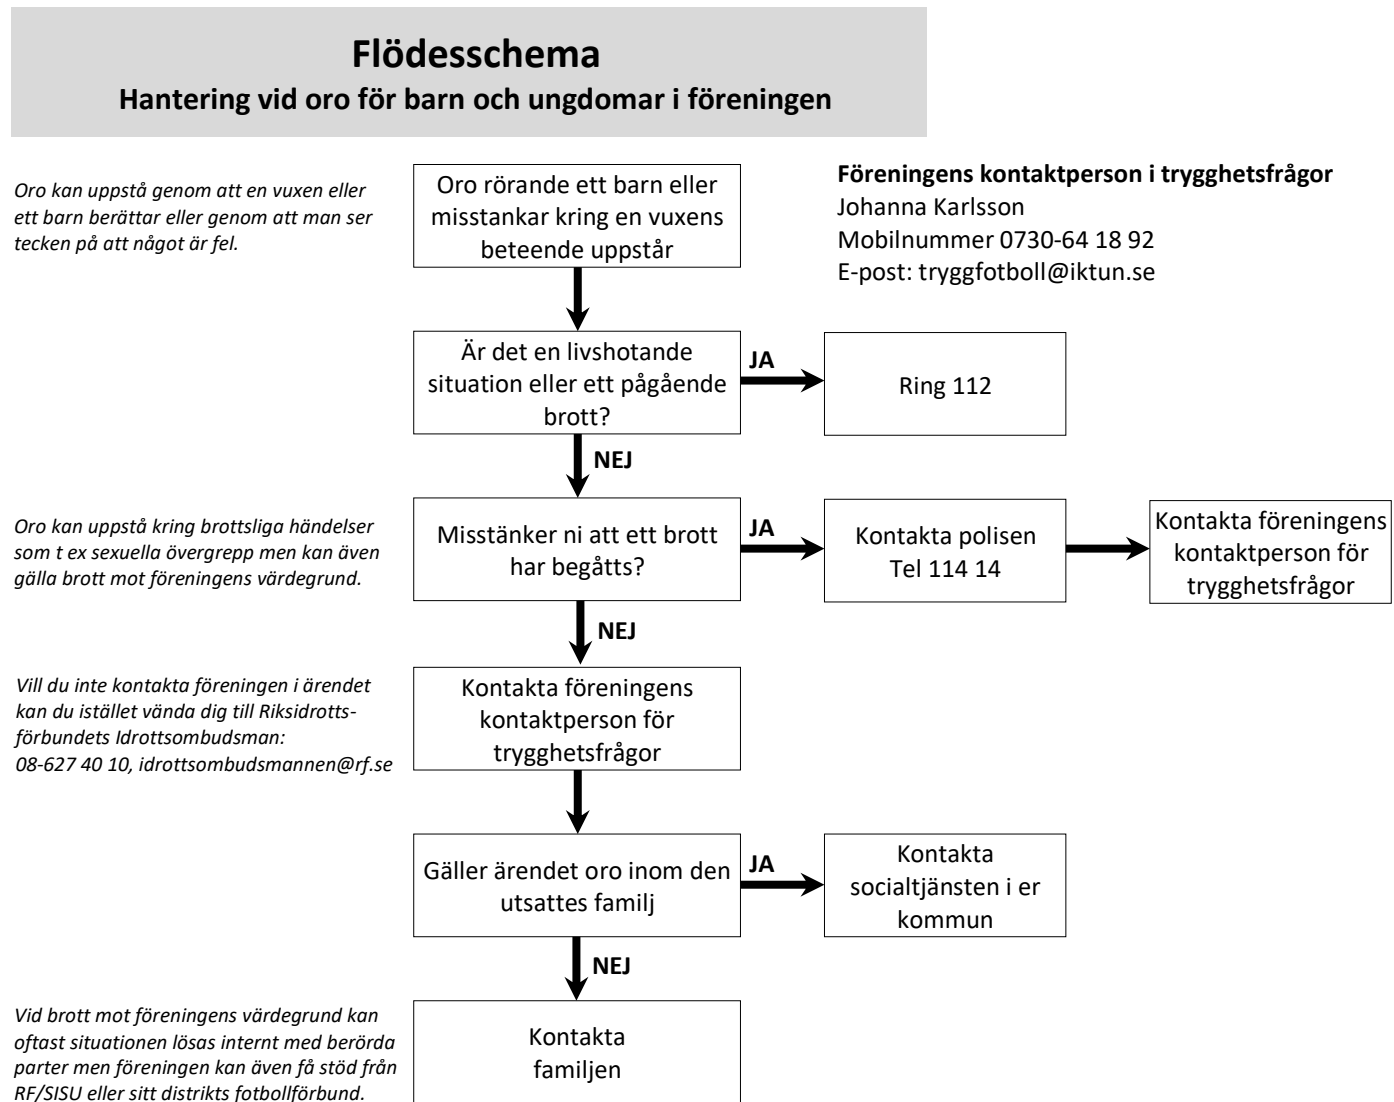 Flödesschema
Hantering vid oro för barn och ungdomar i föreningen
Oro kan uppstå genom att en vuxen eller
ett barn berättar eller genom att man ser
tecken på att något är fel.
Oro rörande ett barn eller
misstankar kring en vuxens
beteende uppstår
Föreningens kontaktperson i trygghetsfrågor
Johanna Karlsson
Mobilnummer 0730-64 18 92
E-post: tryggfotboll@iktun.se
Är det en livshotande
situation eller ett pågående
brott?
JA
Ring 112
NEJ
Oro kan uppstå kring brottsliga händelser
som t ex sexuella övergrepp men kan även
gälla brott mot föreningens värdegrund.
Misstänker ni att ett brott
har begåtts?
JA
Kontakta polisen
Tel 114 14
Kontakta föreningens
kontaktperson för
trygghetsfrågor
NEJ
Vill du inte kontakta föreningen i ärendet
kan du istället vända dig till Riksidrotts-
förbundets Idrottsombudsman:
08-627 40 10, idrottsombudsmannen@rf.se
Kontakta föreningens
kontaktperson för
trygghetsfrågor
Gäller ärendet oro inom den
utsattes familj
JA
Kontakta
socialtjänsten i er
kommun
NEJ
Vid brott mot föreningens värdegrund kan
oftast situationen lösas internt med berörda
parter men föreningen kan även få stöd från
RF/SISU eller sitt distrikts fotbollförbund.
Kontakta
familjen